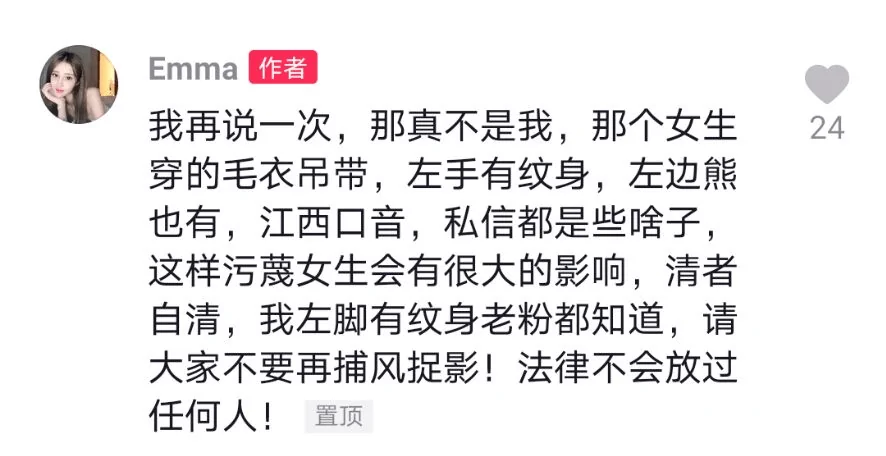 Emma 作者
我再说一次，那真不是我，那个女生
穿的毛衣吊带，左手有纹身，左边熊
也有，江西口音，私信都是些啥子，
这样污蔑女生会有很大的影响，清者
自清，我左脚有纹身老粉都知道，请
大家不要再捕风捉影！法律不会放过
任何人！ 置顶
24